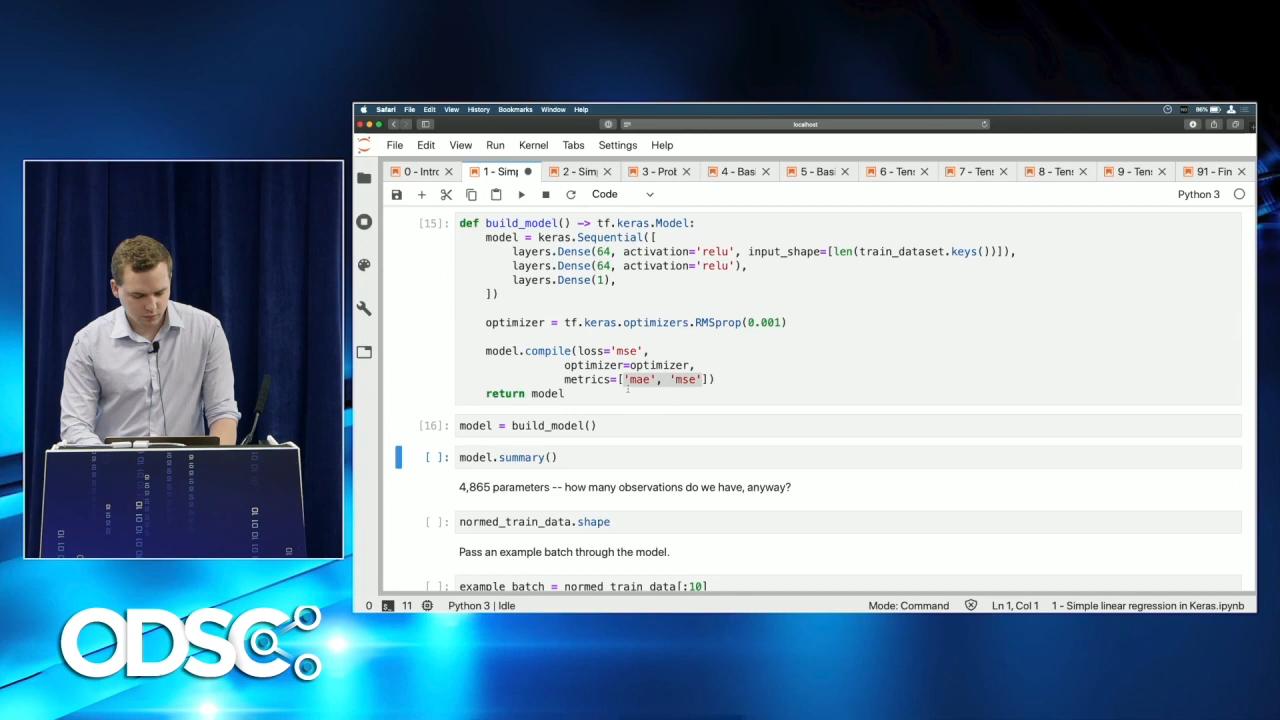 Safari File Edit View History Bookmarks Window Help
86%
localhost
File Edit View Run Kernel Tabs Settings Help
0 - Intro 1 - Simp 2 - Sim 3 - Prob 4 - Basi 5 - Basi 6 - Tens 7 - Tens 8 - Tens 9 - Tens 91 - Fin
Code Python 3
[15]: def build_model() -> tf.keras.Model:
model = keras.Sequential([
layers.Dense(64, activation='relu', input_shape=[len(train_dataset.keys())]),
layers.Dense(64, activation='relu'),
layers.Dense(1),
])
optimizer = tf.keras.optimizers.RMSprop(0.001)
model.compile(loss='mse',
optimizer=optimizer,
metrics=['mae', 'mse'])
return model
[16]: model = build_model()
[ ]: model.summary()
4,865 parameters -- how many observations do we have, anyway?
[ ]: normed_train_data.shape
Pass an example batch through the model.
[ ]: example_batch = normed_train_data[:10]
0 11 Python 3 | Idle Mode: Command Ln 1, Col 1 1 - Simple linear regression in Keras.ipynb
ODSC